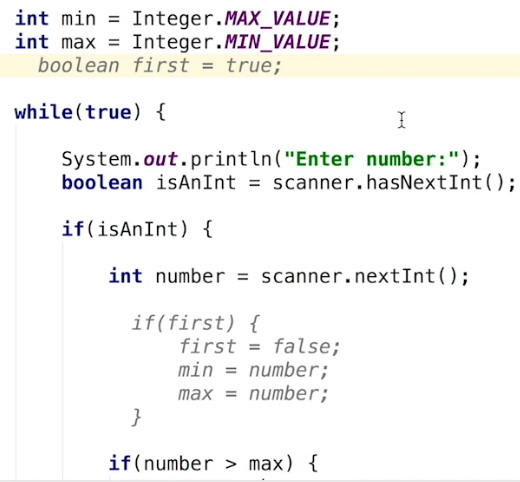 int min = Integer.MAX_VALUE;
int max = Integer.MIN_VALUE;
boolean first = true;
while(true) {
System.out.println("Enter number:");
boolean isAnInt = scanner.hasNextInt();
if(isAnInt) {
int number = scanner.nextInt();
if(first) {
first = false;
min = number;
max = number;
}
if(number > max) {